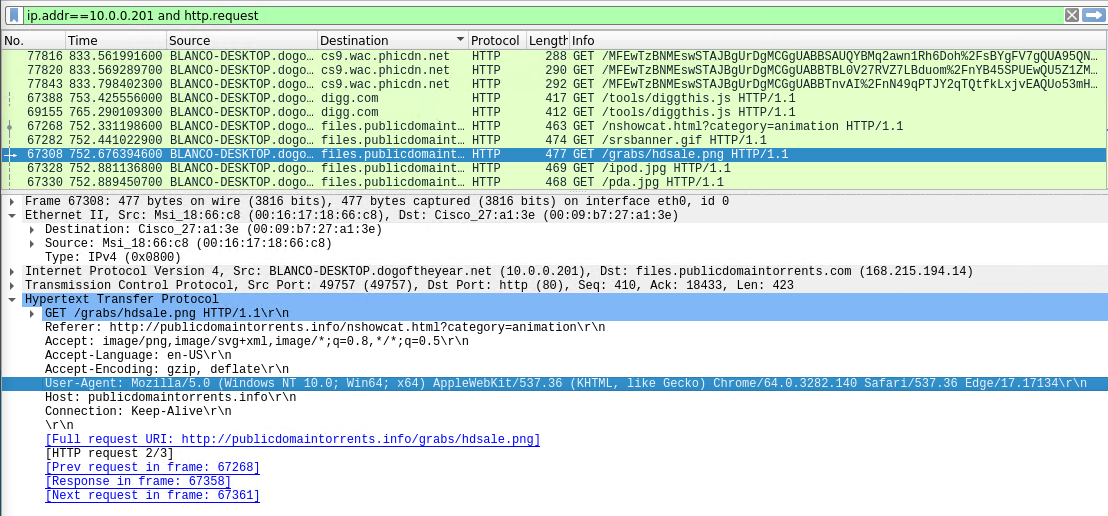 ip.addr==10.0.0.201 and http.request
No. Time Source Destination Protocol Length Info
77816 833.561991600 BLANCO-DESKTOP.dogo… cs9.wac.phicdn.net HTTP 288 GET /MFEwTzBNMEswSTAJBgUrDgMCGgUABBSAUQYBMq2awn1Rh6Doh%2FsBYgFV7gQUA95QN…
77820 833.569289700 BLANCO-DESKTOP.dogo… cs9.wac.phicdn.net HTTP 290 GET /MFEwTzBNMEswSTAJBgUrDgMCGgUABBTBL0V27RVZ7LBduom%2FnYB45SPUEwQU5Z1ZM…
77843 833.798402300 BLANCO-DESKTOP.dogo… cs9.wac.phicdn.net HTTP 292 GET /MFEwTzBNMEswSTAJBgUrDgMCGgUABBTnvAI%2FnN49qPTJY2qTQtfkLxjvEAQUo53mH…
67388 753.425556000 BLANCO-DESKTOP.dogo… digg.com HTTP 417 GET /tools/diggthis.js HTTP/1.1
69155 765.290109300 BLANCO-DESKTOP.dogo… digg.com HTTP 412 GET /tools/diggthis.js HTTP/1.1
67268 752.331198600 BLANCO-DESKTOP.dogo… files.publicdomaint… HTTP 463 GET /nshowcat.html?category=animation HTTP/1.1
67282 752.441022900 BLANCO-DESKTOP.dogo… files.publicdomaint… HTTP 474 GET /srsbanner.gif HTTP/1.1
67308 752.676394600 BLANCO-DESKTOP.dogo… files.publicdomaint… HTTP 477 GET /grabs/hdsale.png HTTP/1.1
67328 752.881136800 BLANCO-DESKTOP.dogo… files.publicdomaint… HTTP 469 GET /ipod.jpg HTTP/1.1
67330 752.889450700 BLANCO-DESKTOP.dogo… files.publicdomaint… HTTP 468 GET /pda.jpg HTTP/1.1
Frame 67308: 477 bytes on wire (3816 bits), 477 bytes captured (3816 bits) on interface eth0, id 0
Ethernet II, Src: Msi_18:66:c8 (00:16:17:18:66:c8), Dst: Cisco_27:a1:3e (00:09:b7:27:a1:3e)
Destination: Cisco_27:a1:3e (00:09:b7:27:a1:3e)
Source: Msi_18:66:c8 (00:16:17:18:66:c8)
Type: IPv4 (0x0800)
Internet Protocol Version 4, Src: BLANCO-DESKTOP.dogoftheyear.net (10.0.0.201), Dst: files.publicdomaintorrents.com (168.215.194.14)
Transmission Control Protocol, Src Port: 49757 (49757), Dst Port: http (80), Seq: 410, Ack: 18433, Len: 423
Hypertext Transfer Protocol
GET /grabs/hdsale.png HTTP/1.1\r\n
Referer: http://publicdomaintorrents.info/nshowcat.html?category=animation\r\n
Accept: image/png,image/svg+xml,image/*;q=0.8,*/*;q=0.5\r\n
Accept-Language: en-US\r\n
Accept-Encoding: gzip, deflate\r\n
User-Agent: Mozilla/5.0 (Windows NT 10.0; Win64; x64) AppleWebKit/537.36 (KHTML, like Gecko) Chrome/64.0.3282.140 Safari/537.36 Edge/17.17134\r\n
Host: publicdomaintorrents.info\r\n
Connection: Keep-Alive\r\n
\r\n
[Full request URI: http://publicdomaintorrents.info/grabs/hdsale.png]
[HTTP request 2/3]
[Prev request in frame: 67268]
[Response in frame: 67358]
[Next request in frame: 67361]